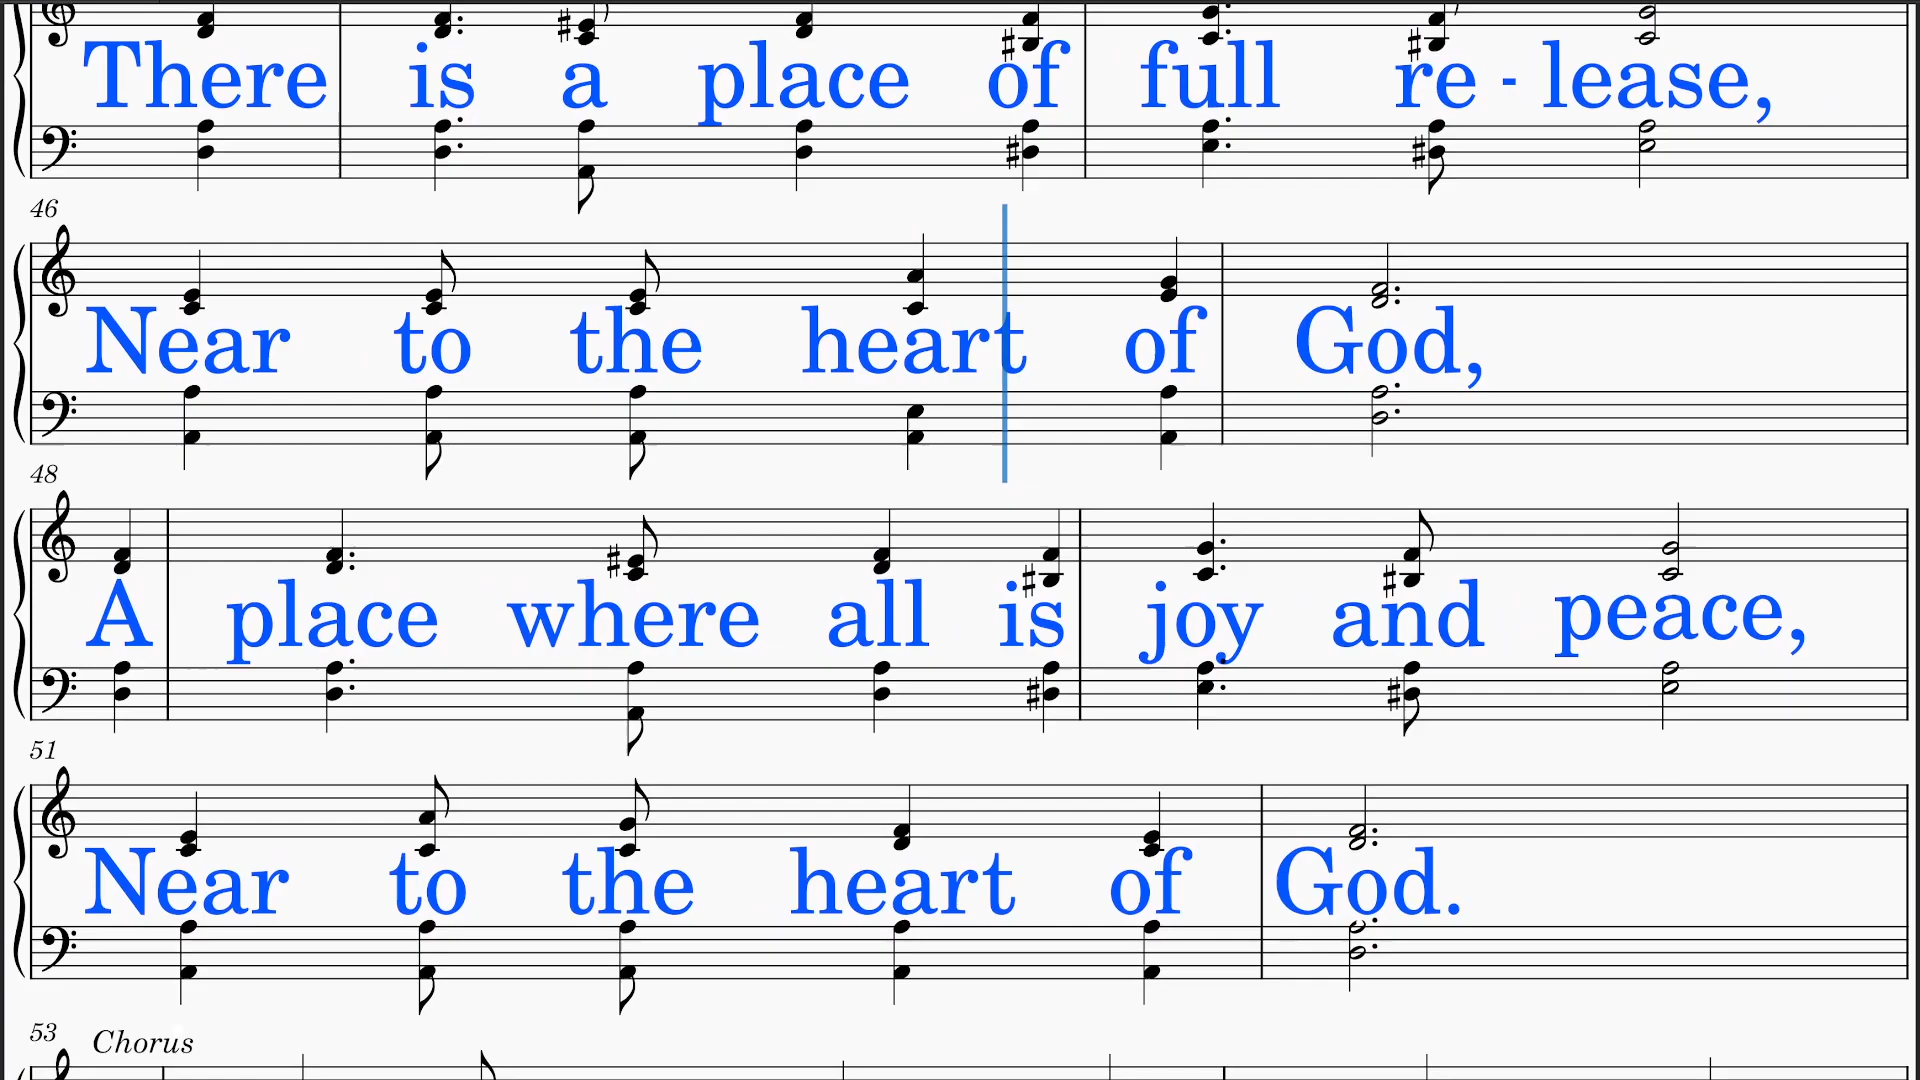 There is a place of full re - lease,
46
Near to the heart of God,
48
A place where all is joy and peace,
51
Near to the heart of God.
53
Chorus